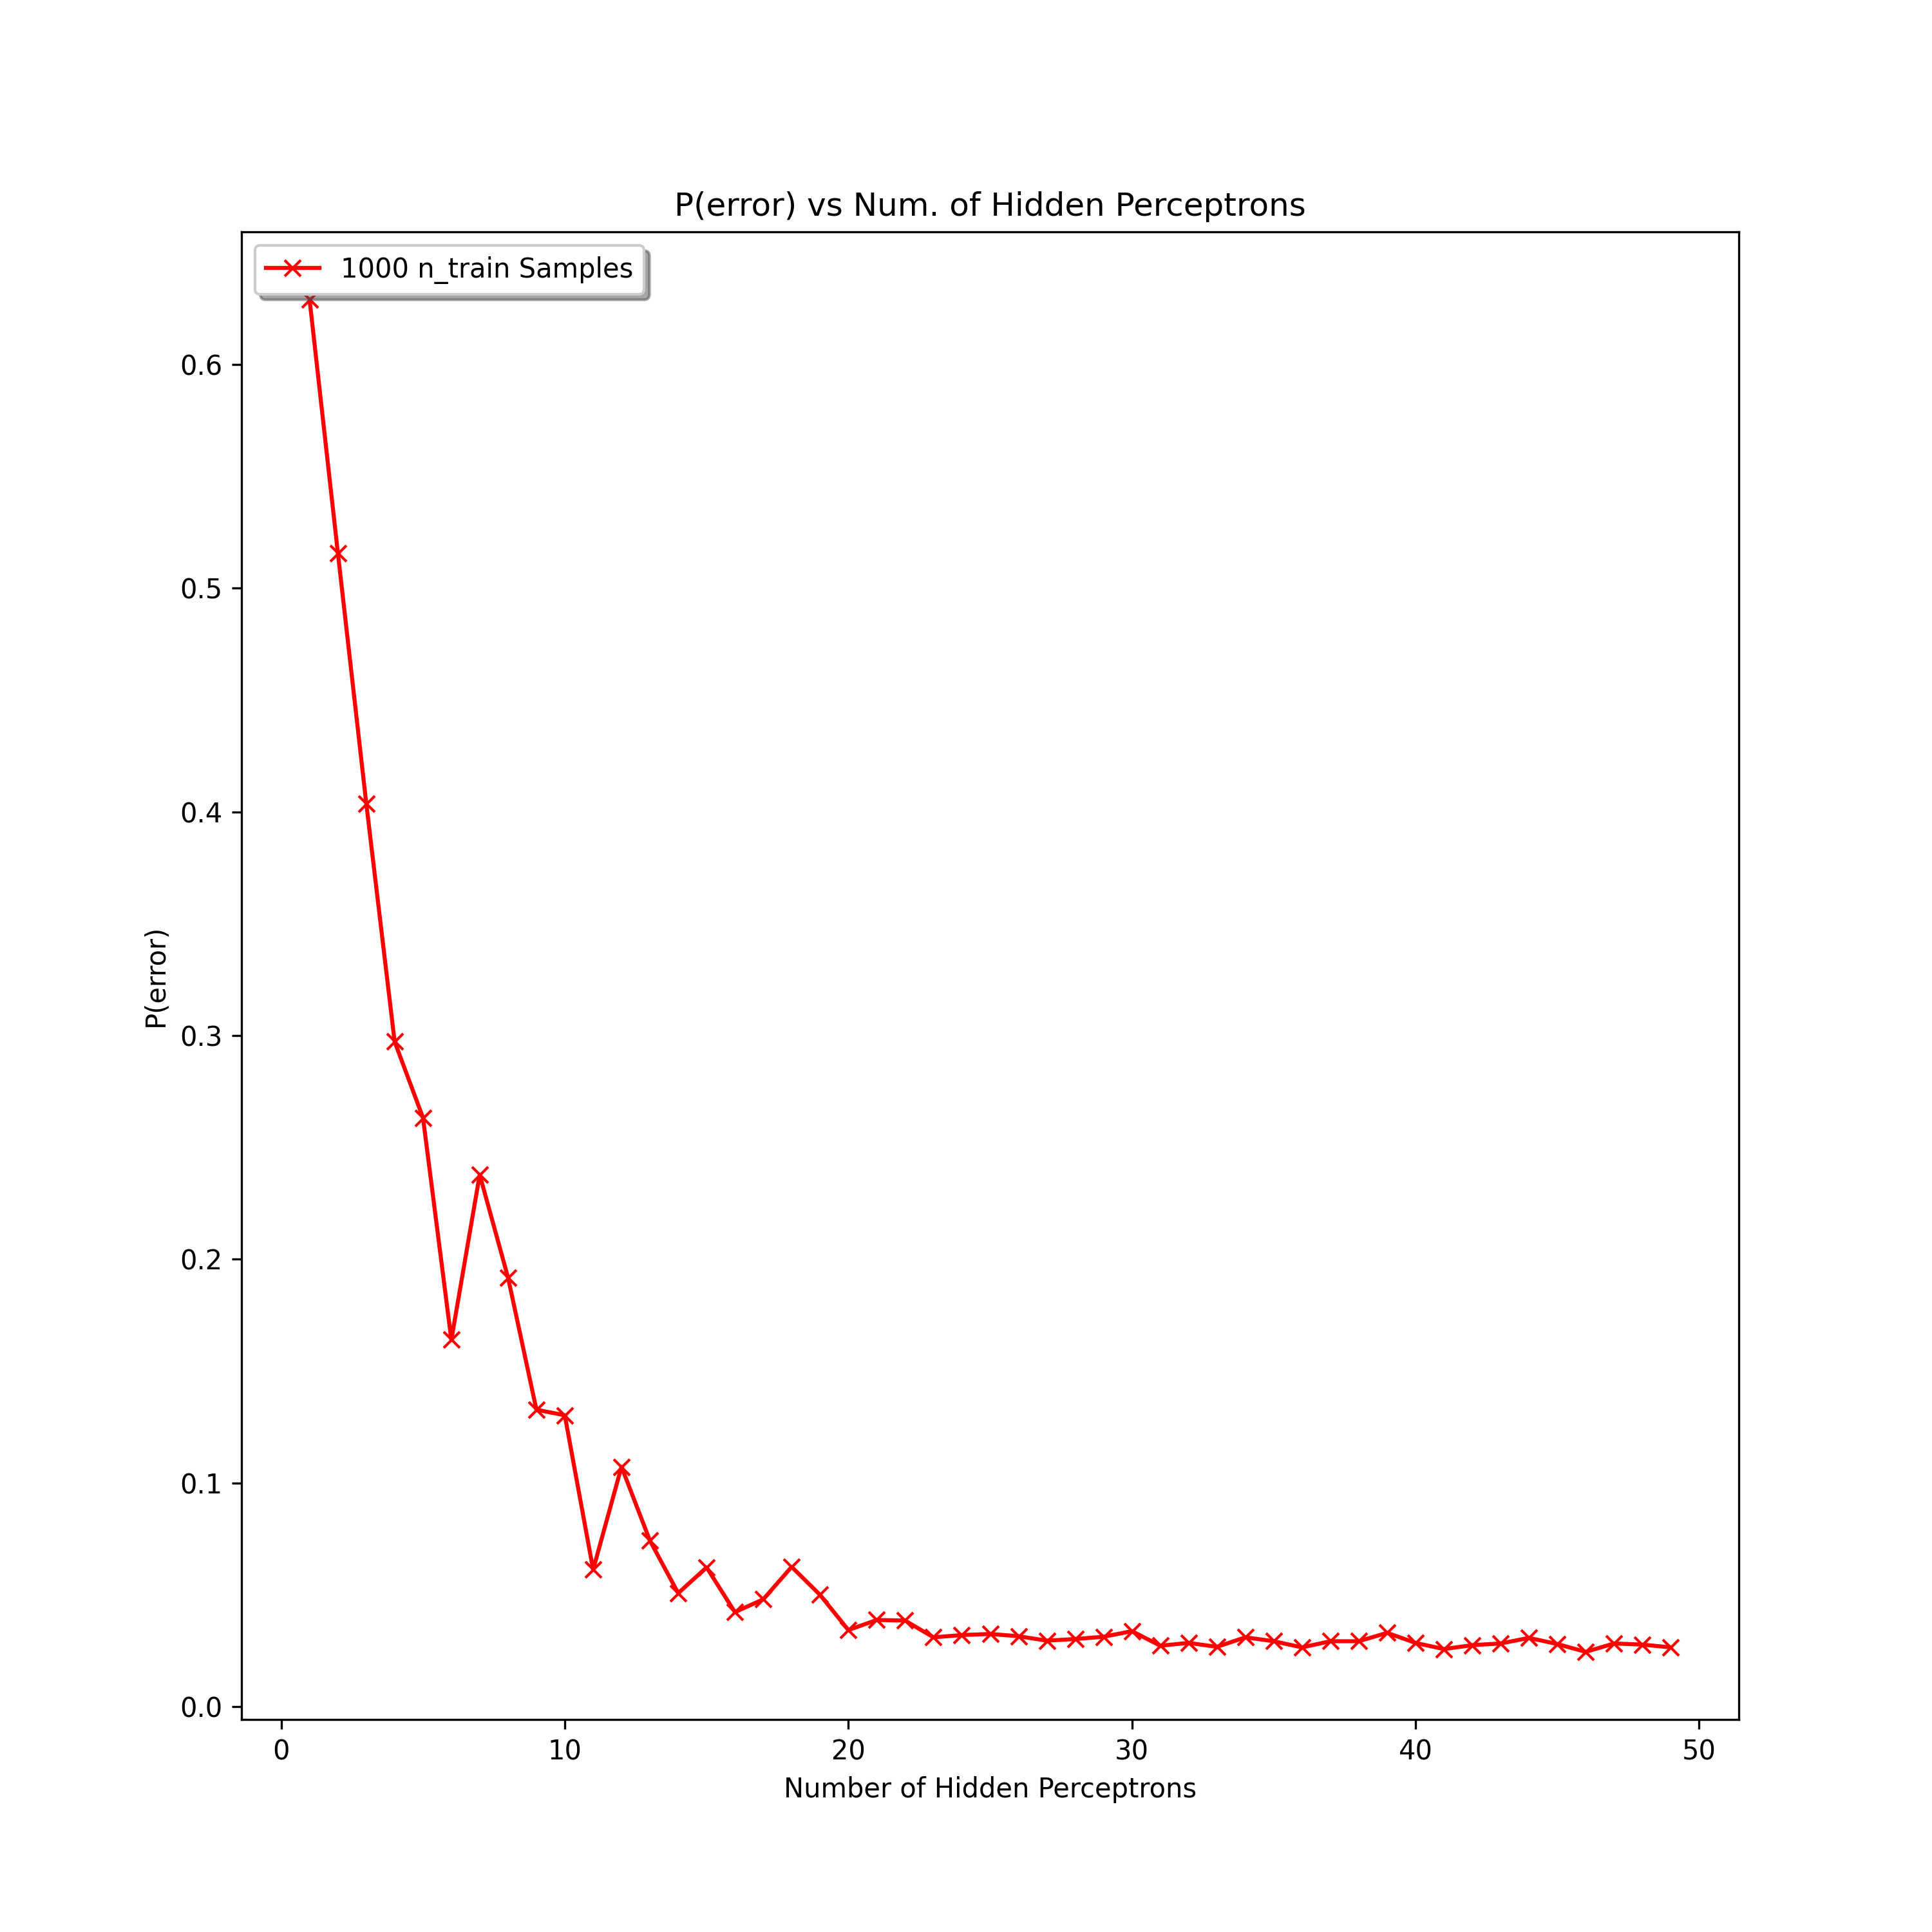 P(error) vs Num. of Hidden Perceptrons
1000 n_train Samples
P(error)
0.6
0.5
0.4
0.3
0.2
0.1
0.0
0 10 20 30 40 50
Number of Hidden Perceptrons